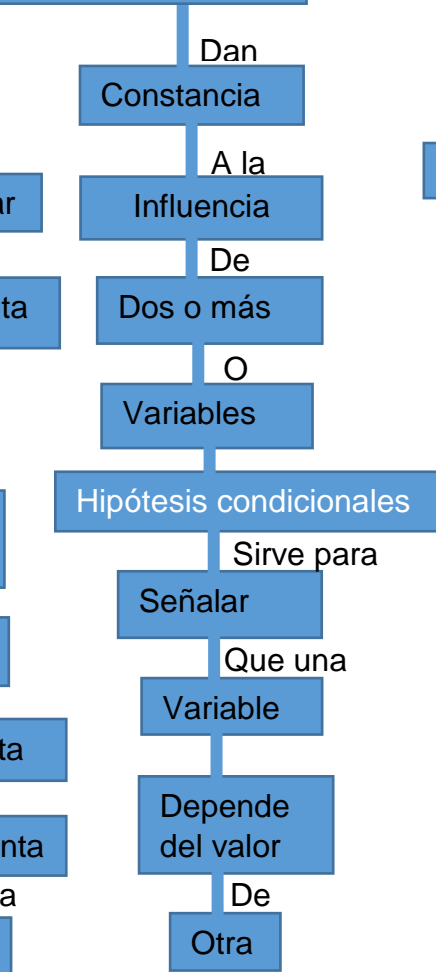 Dan
Constancia
A la
Influencia
De
Dos o más
O
Variables
Hipótesis condicionales
Sirve para
Señalar
Que una
Variable
Depende
del valor
De
Otra